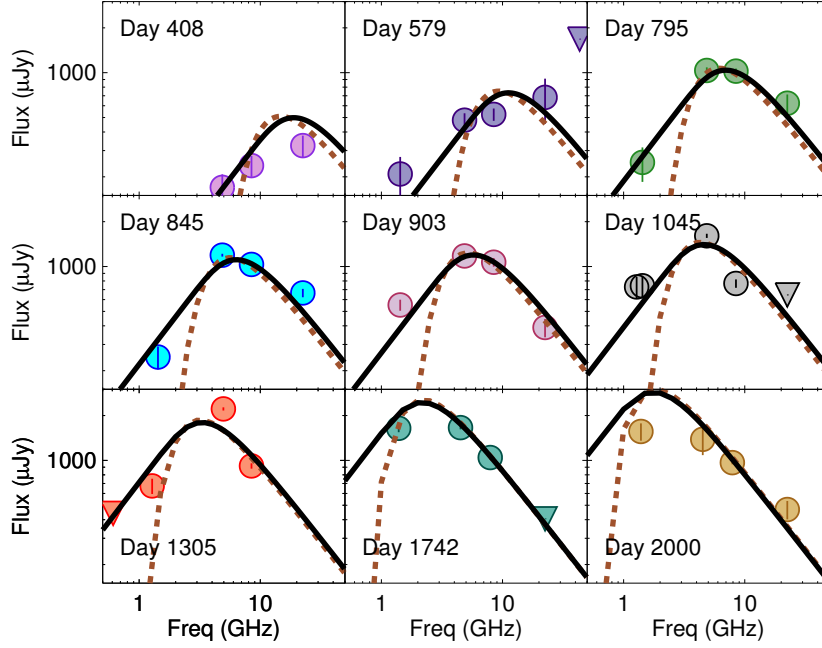 Day 408
Day 579
Day 795
1000
Flux (μJy)
Day 845
Day 903
Day 1045
1000
Flux (μJy)
1000
Flux (μJy)
Day 1305
Day 1742
Day 2000
1
10
1
10
1
10
Freq (GHz)
Freq (GHz)
Freq (GHz)